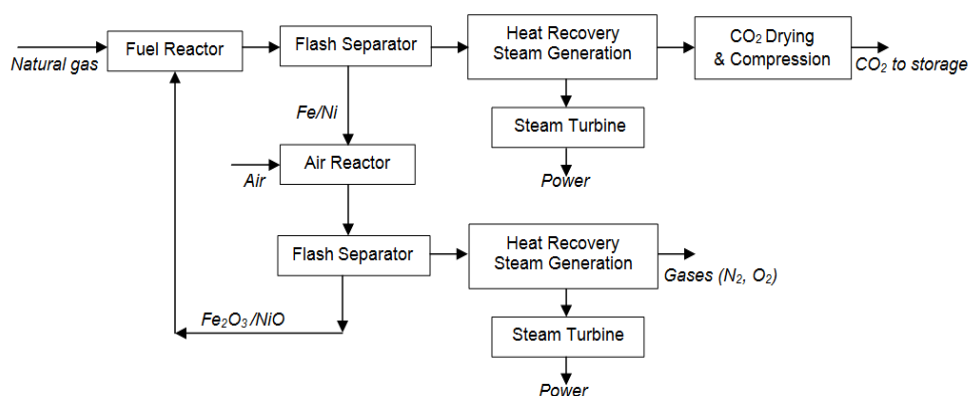 Fuel Reactor
Flash Separator
Heat Recovery
Steam Generation
CO₂ Drying
& Compression
Natural gas
CO₂ to storage
Fe/Ni
Steam Turbine
Air Reactor
Air
Power
Flash Separator
Heat Recovery
Steam Generation
Gases (N₂, O₂)
Fe₂O₃/NiO
Steam Turbine
Power